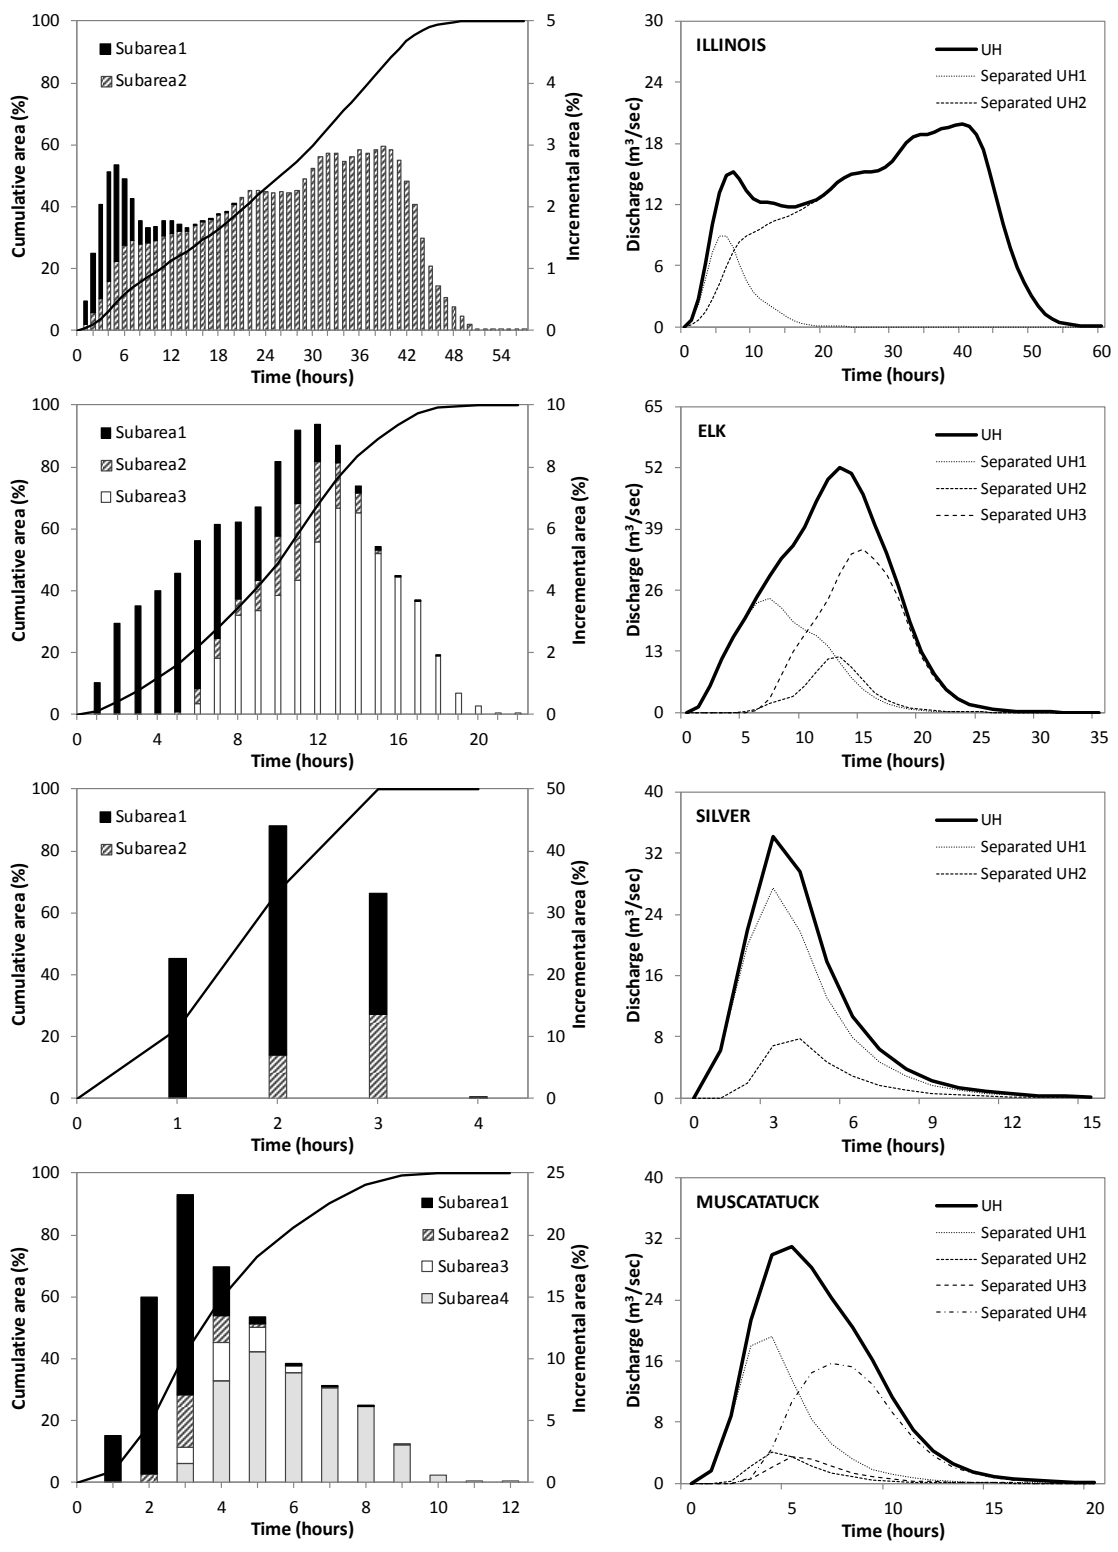 100
80
60
40
20
0
Cumulative area (%)
Subarea1
Subarea2
5
4
3
2
1
0
Incremental area (%)
0 6 12 18 24 30 36 42 48 54
Time (hours)
30
24
18
12
6
0
Discharge (m³/sec)
ILLINOIS
UH
Separated UH1
Separated UH2
0 10 20 30 40 50 60
Time (hours)
100
80
60
40
20
0
Cumulative area (%)
Subarea1
Subarea2
Subarea3
10
8
6
4
2
0
Incremental area (%)
0 4 8 12 16 20
Time (hours)
65
52
39
26
13
0
Discharge (m³/sec)
ELK
UH
Separated UH1
Separated UH2
Separated UH3
0 5 10 15 20 25 30 35
Time (hours)
100
80
60
40
20
0
Cumulative area (%)
Subarea1
Subarea2
50
40
30
20
10
0
Incremental area (%)
0 1 2 3 4
Time (hours)
40
32
24
16
8
0
Discharge (m³/sec)
SILVER
UH
Separated UH1
Separated UH2
0 3 6 9 12 15
Time (hours)
100
80
60
40
20
0
Cumulative area (%)
Subarea1
Subarea2
Subarea3
Subarea4
25
20
15
10
5
0
Incremental area (%)
0 2 4 6 8 10 12
Time (hours)
40
32
24
16
8
0
Discharge (m³/sec)
MUSCATATUCK
UH
Separated UH1
Separated UH2
Separated UH3
Separated UH4
0 5 10 15 20
Time (hours)